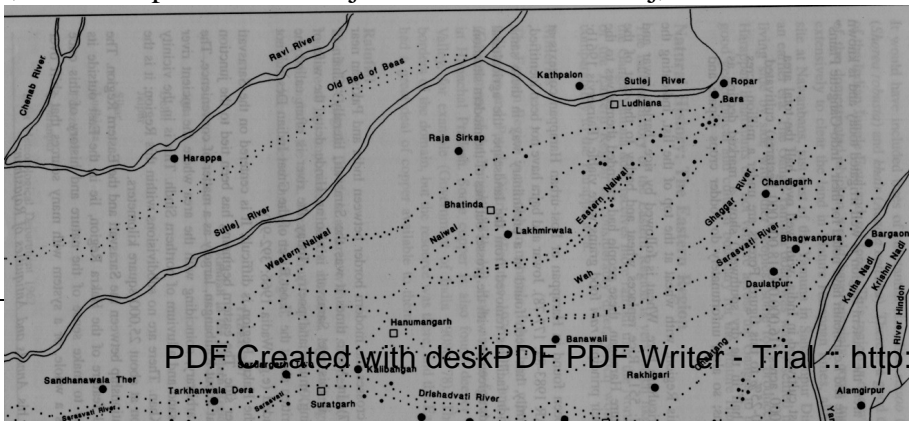 Chenab River
Ravi River
Old Bed of Beas
Kathpalon
Sutlej River
Ropar
Ludhiana
Bara
Harappa
Raja Sirkap
Bhatinda
Eastern Naiwal
Ghaggar River
Chandigarh
Sutlej River
Naiwal
Lakhmirwala
Western Naiwal
Sarasvati River
Bhagwanpura
Bargaon
Wah
Daulatpur
Katha Nadi
Krishni Nadi
River Hindon
Hanumangarh
Banawali
PDF Created with deskPDF PDF Writer - Trial :: http:
Kalibangan
Rakhigari
Sandhanawala Ther
Tarkhanwala Dera
Suratgarh
Drishadvati River
Alamgirpur
Sarasvati River
Sarasvati